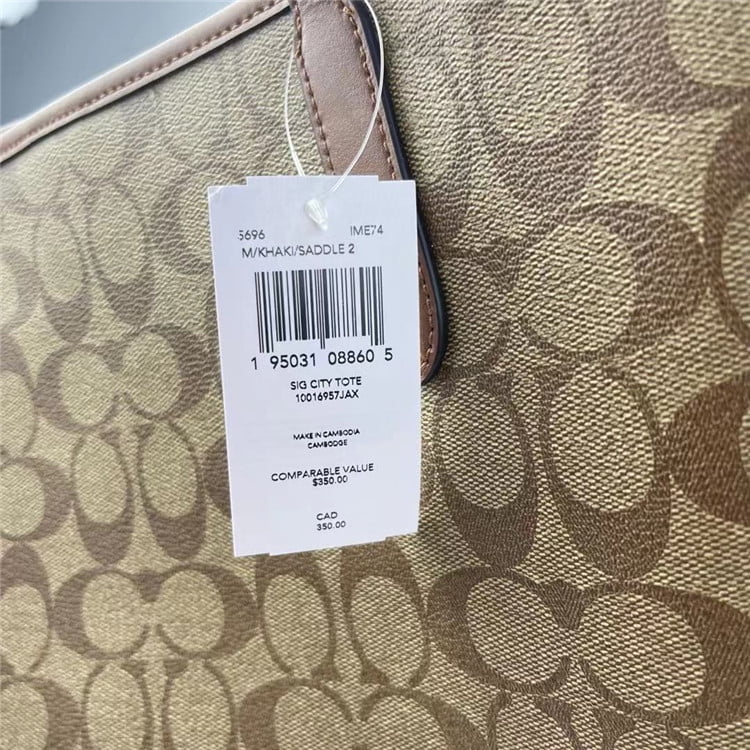 5696 IME74
M/KHAKI/SADDLE 2
1 95031 08860 5
SIG CITY TOTE
10016957JAX
MAKE IN CAMBODIA
CAMBODGE
COMPARABLE VALUE
$350.00
CAD
350.00